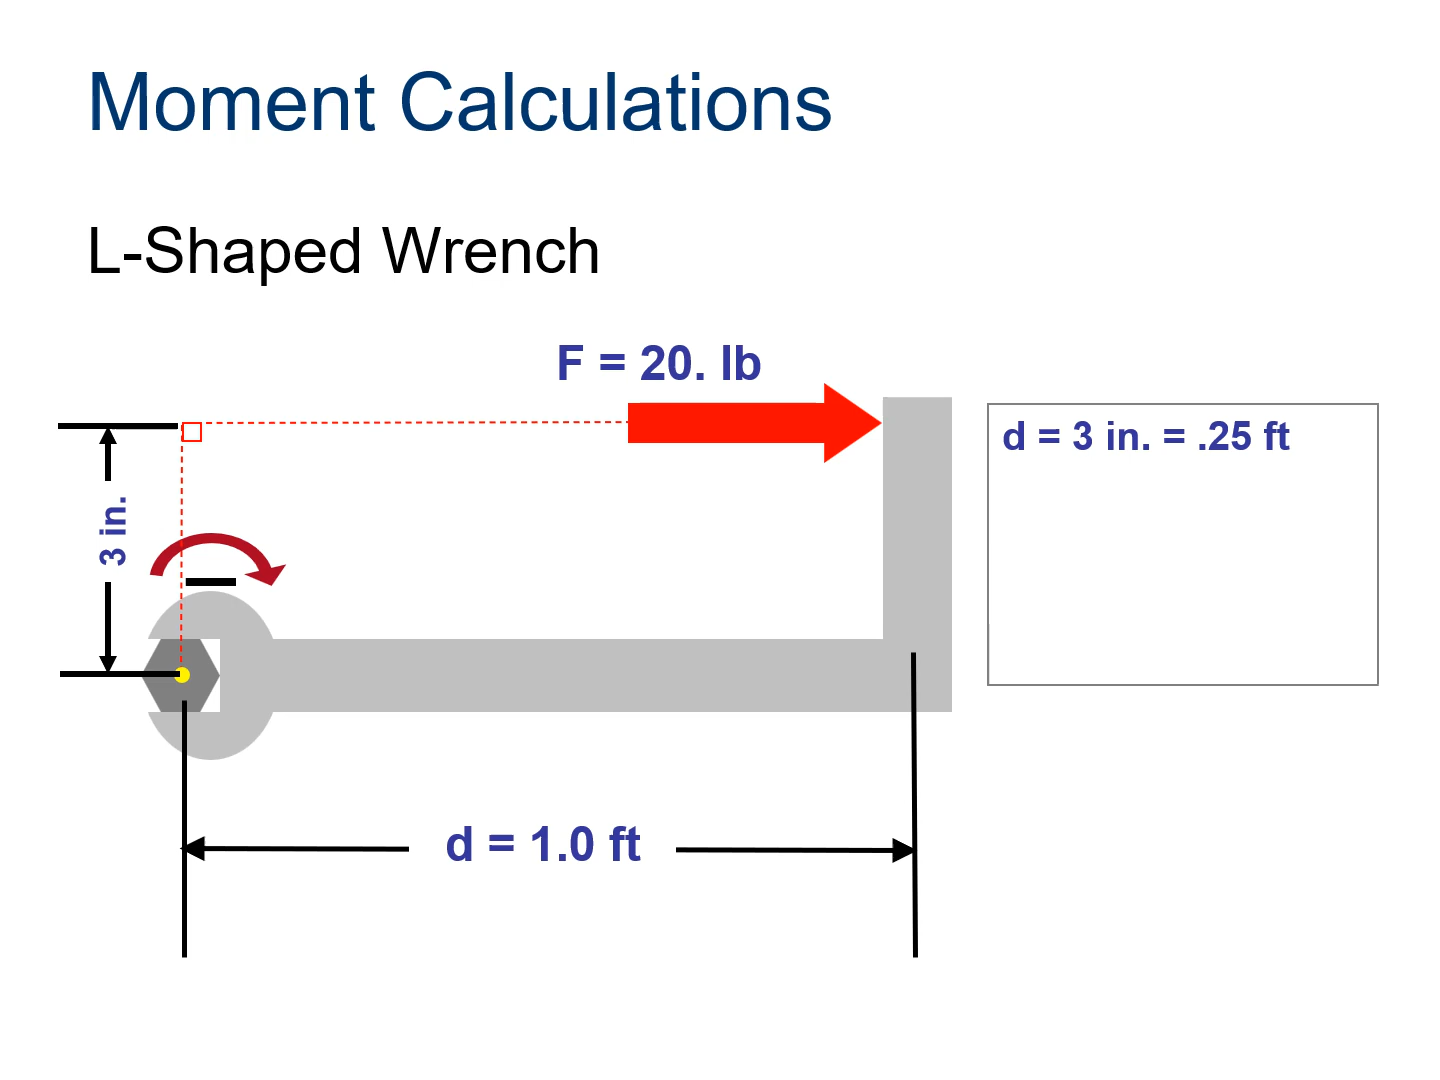 Moment Calculations
L-Shaped Wrench
F = 20. lb
d = 3 in. = .25 ft
3 in.
d = 1.0 ft